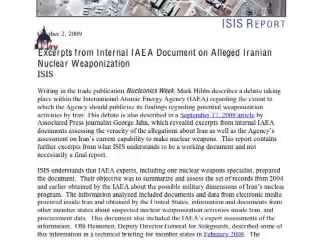 ISIS REPORT
October 2, 2009
Excerpts from Internal IAEA Document on Alleged Iranian
Nuclear Weaponization
ISIS
Writing in the trade publication Nucleonics Week, Mark Hibbs describes a debate taking
place within the International Atomic Energy Agency (IAEA) regarding the extent to
which the Agency should publicize its findings regarding potential weaponization
activities by Iran. This debate is also described in a September 17, 2009 article by
Associated Press journalist George Jahn, which revealed excerpts from internal IAEA
documents assessing the veracity of the allegations about Iran as well as the Agency's
assessment on Iran's current capability to make nuclear weapons. This report contains
further excerpts from what ISIS understands to be a working document and not
necessarily a final report.
ISIS understands that IAEA experts, including one nuclear weapons specialist, prepared
the document. Their objective was to summarize and assess the set of records from 2004
and earlier obtained by the IAEA about the possible military dimensions of Iran's nuclear
program. The information analyzed included documents and data from electronic media
procured inside Iran and obtained by the United States, information and documents from
other member states about suspected nuclear weaponization activities inside Iran, and
procurement data. This document also included the IAEA's expert assessments of the
information. Olli Heinonen, Deputy Director General for Safeguards, described some of
this information in a technical briefing for member states in February 2008. The